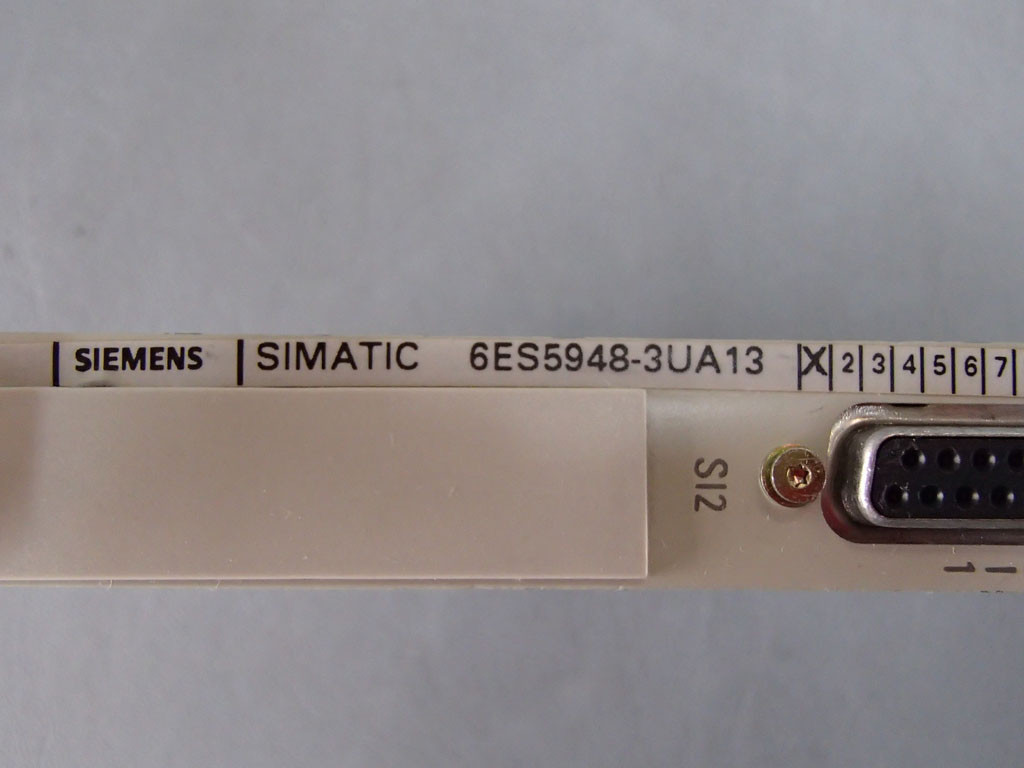 SIEMENS SIMATIC 6ES5948-3UA13 X 2 3 4 5 6 7
SI2
1